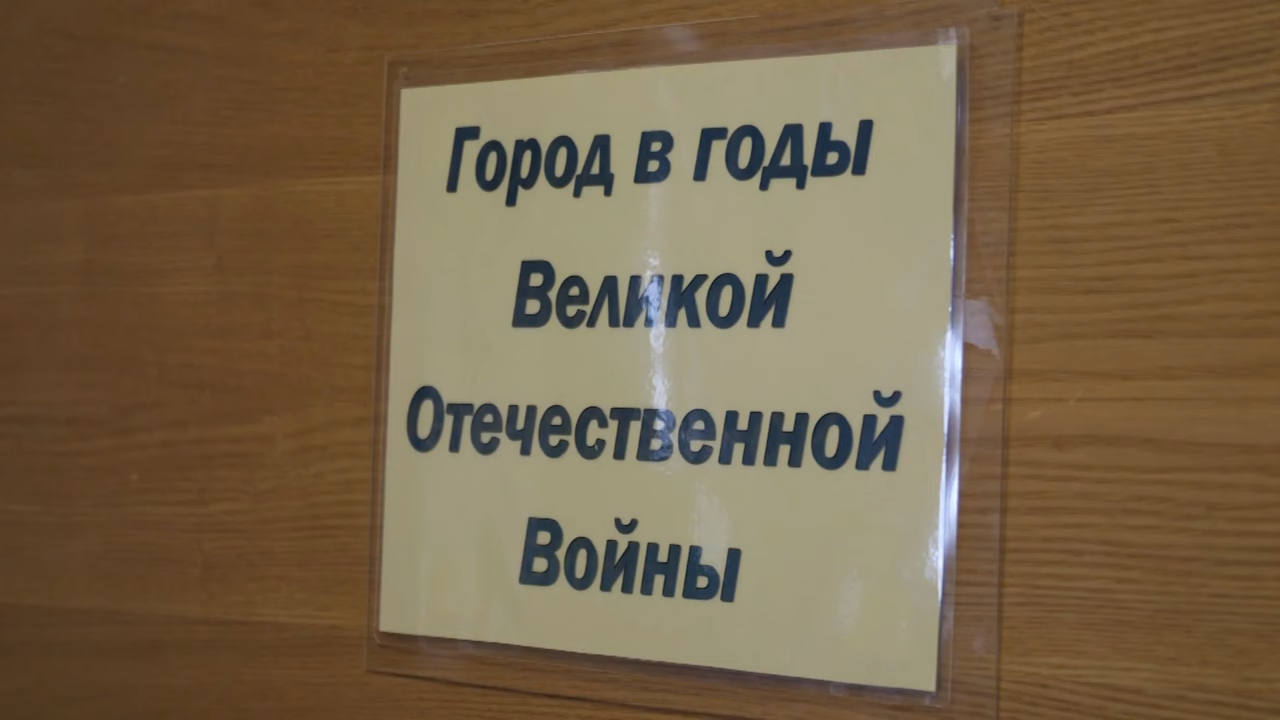 Город в годы
Великой
Отечественной
Войны